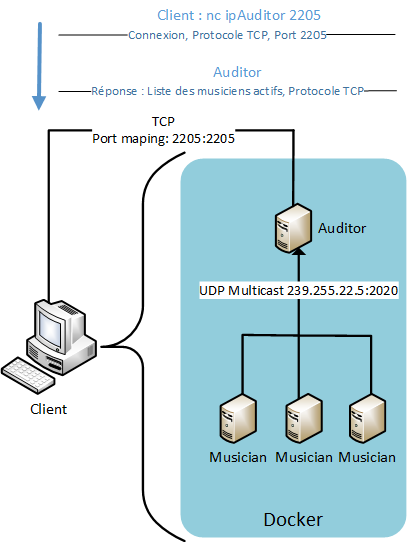 Client : nc ipAuditor 2205
Connexion, Protocole TCP, Port 2205
Auditor
Réponse : Liste des musiciens actifs, Protocole TCP
TCP
Port maping: 2205:2205
Auditor
UDP Multicast 239.255.22.5:2020
Client
Musician
Musician
Musician
Docker